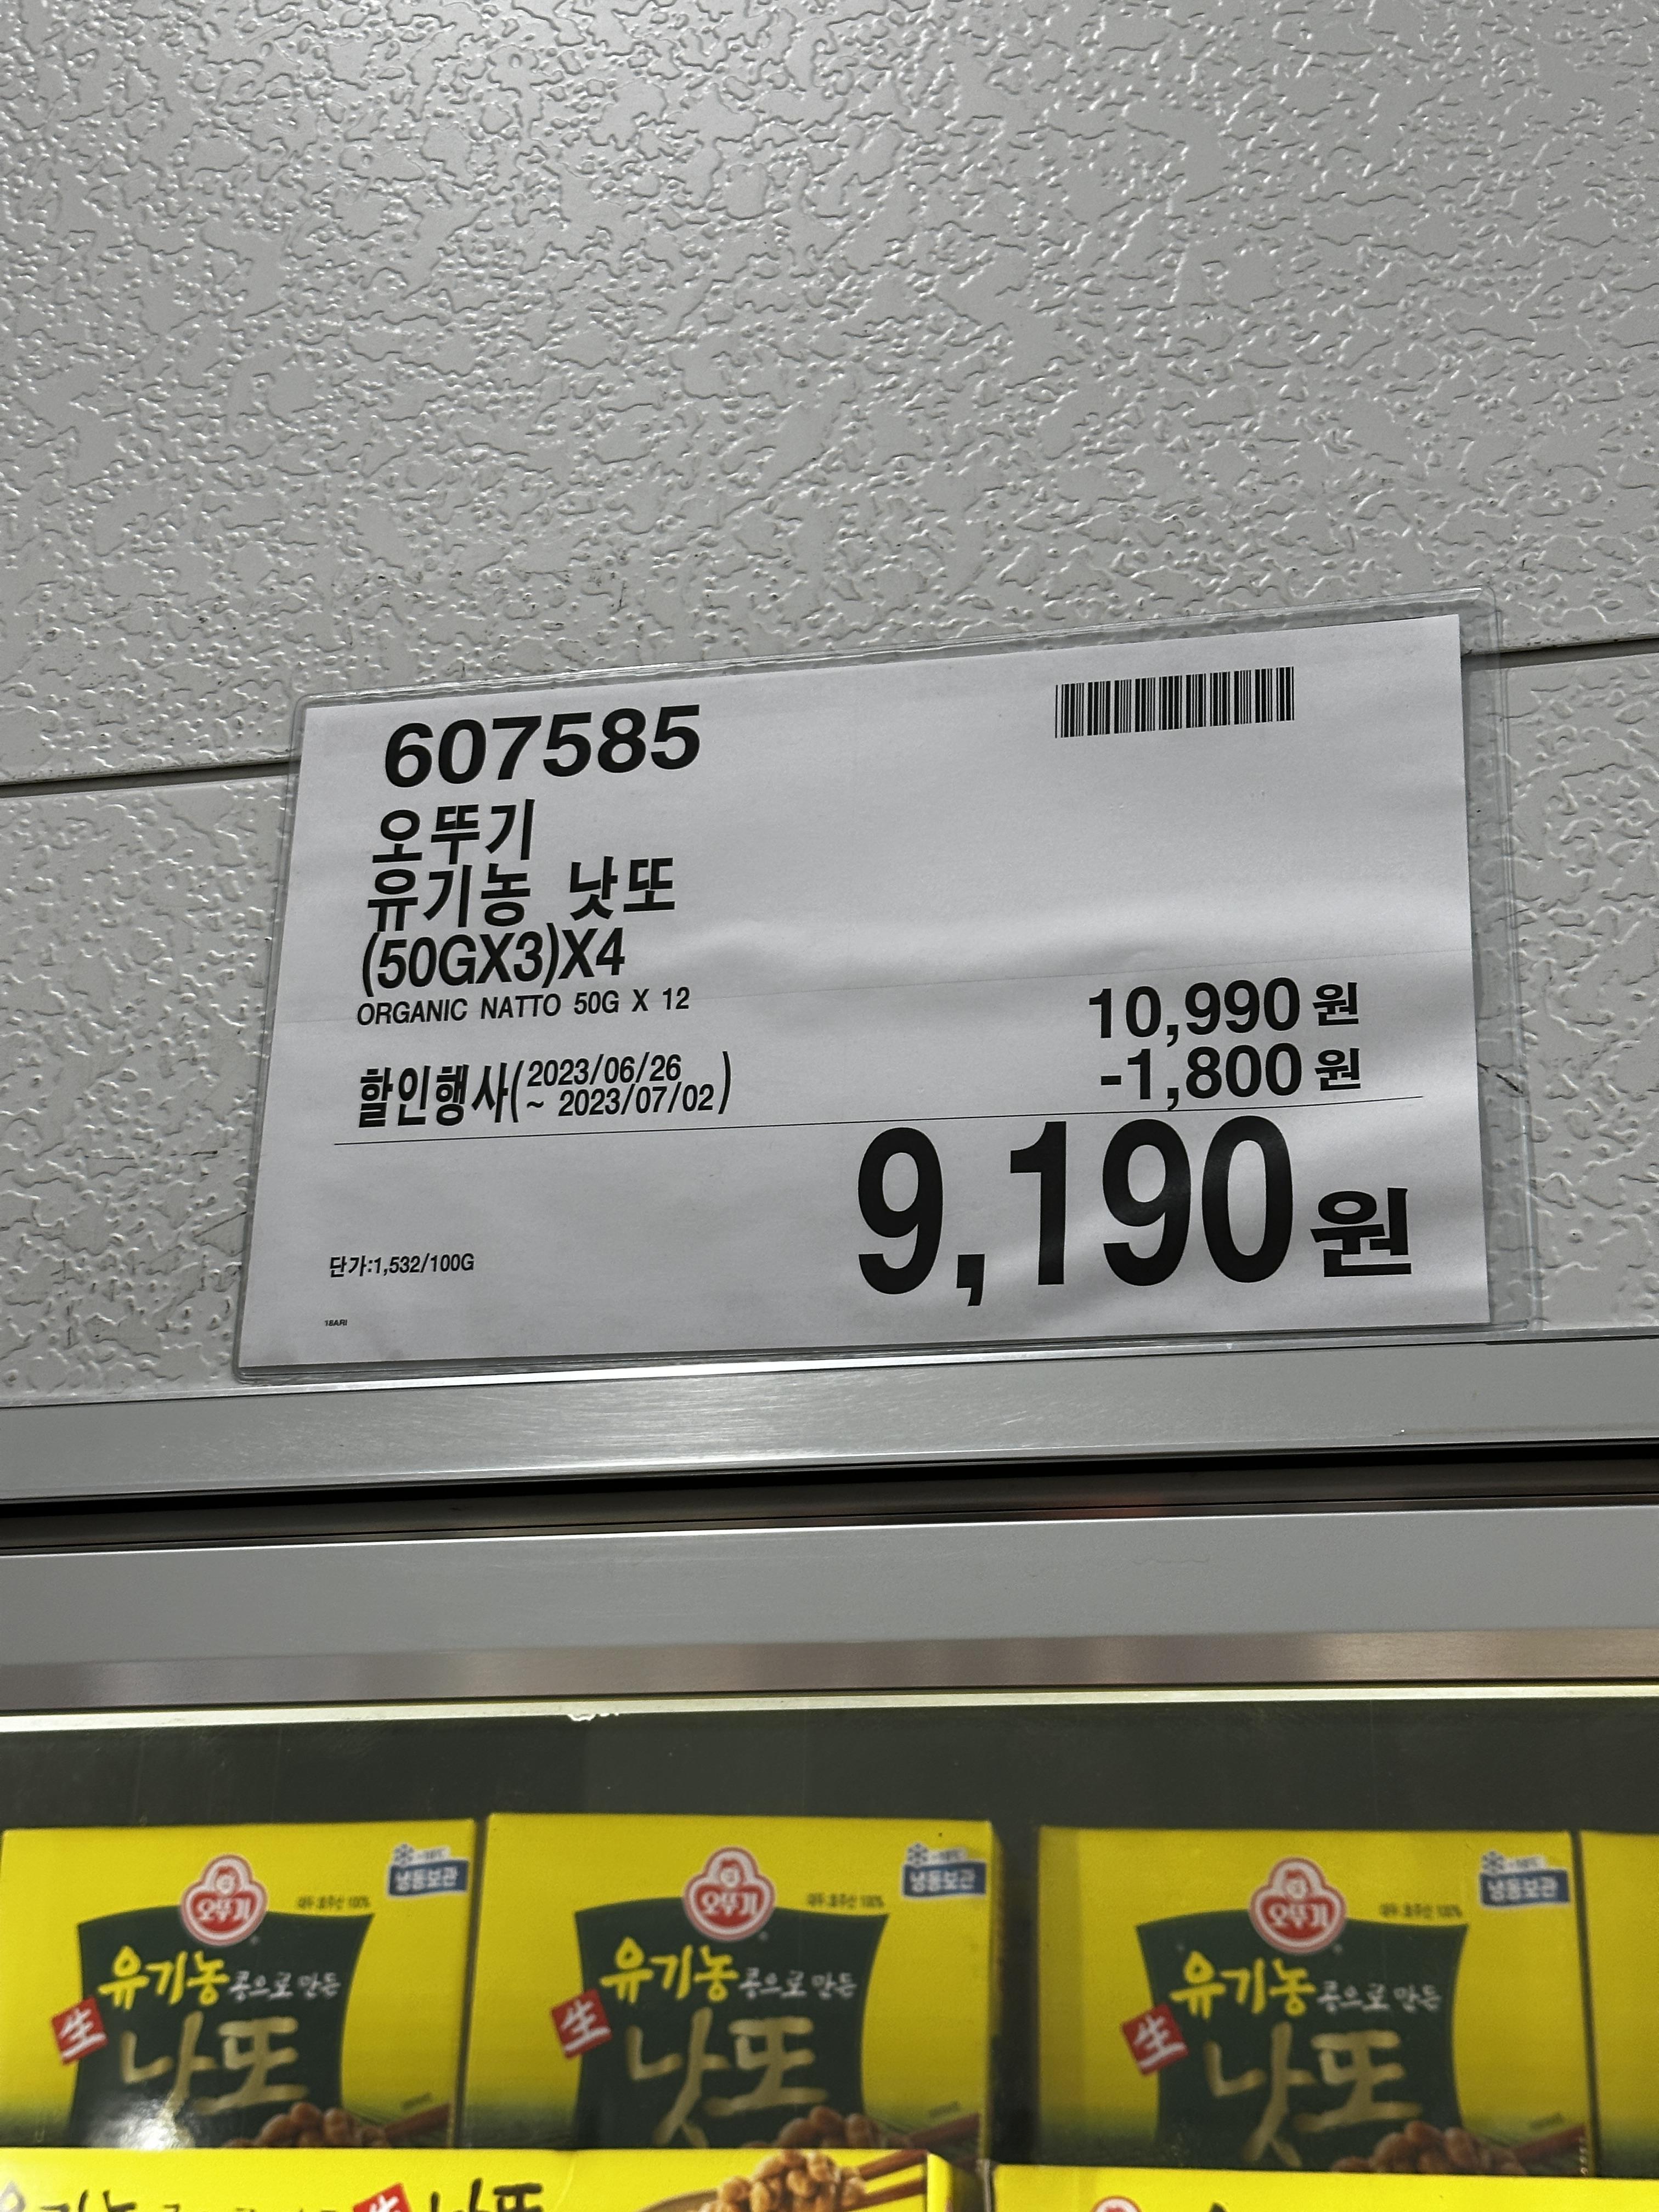 607585
오뚜기
유기농 낫또
(50GX3)X4
ORGANIC NATTO 50G X 12
10,990 원
할인행사(2023/06/26
~ 2023/07/02)
-1,800 원
9,190 원
단가:1,532/100G
오뚜기
냉동보관
유기농 콩으로 만든
生 낫또
오뚜기
냉동보관
유기농 콩으로 만든
生 낫또
오뚜기
냉동보관
유기농 콩으로 만든
生 낫또